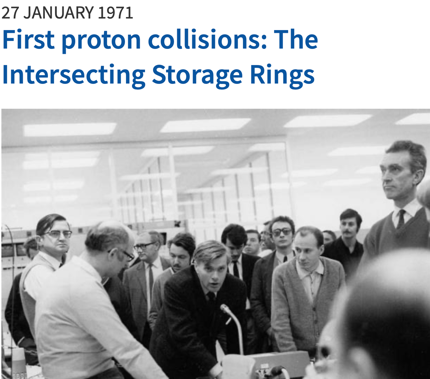 27 JANUARY 1971
First proton collisions: The
Intersecting Storage Rings